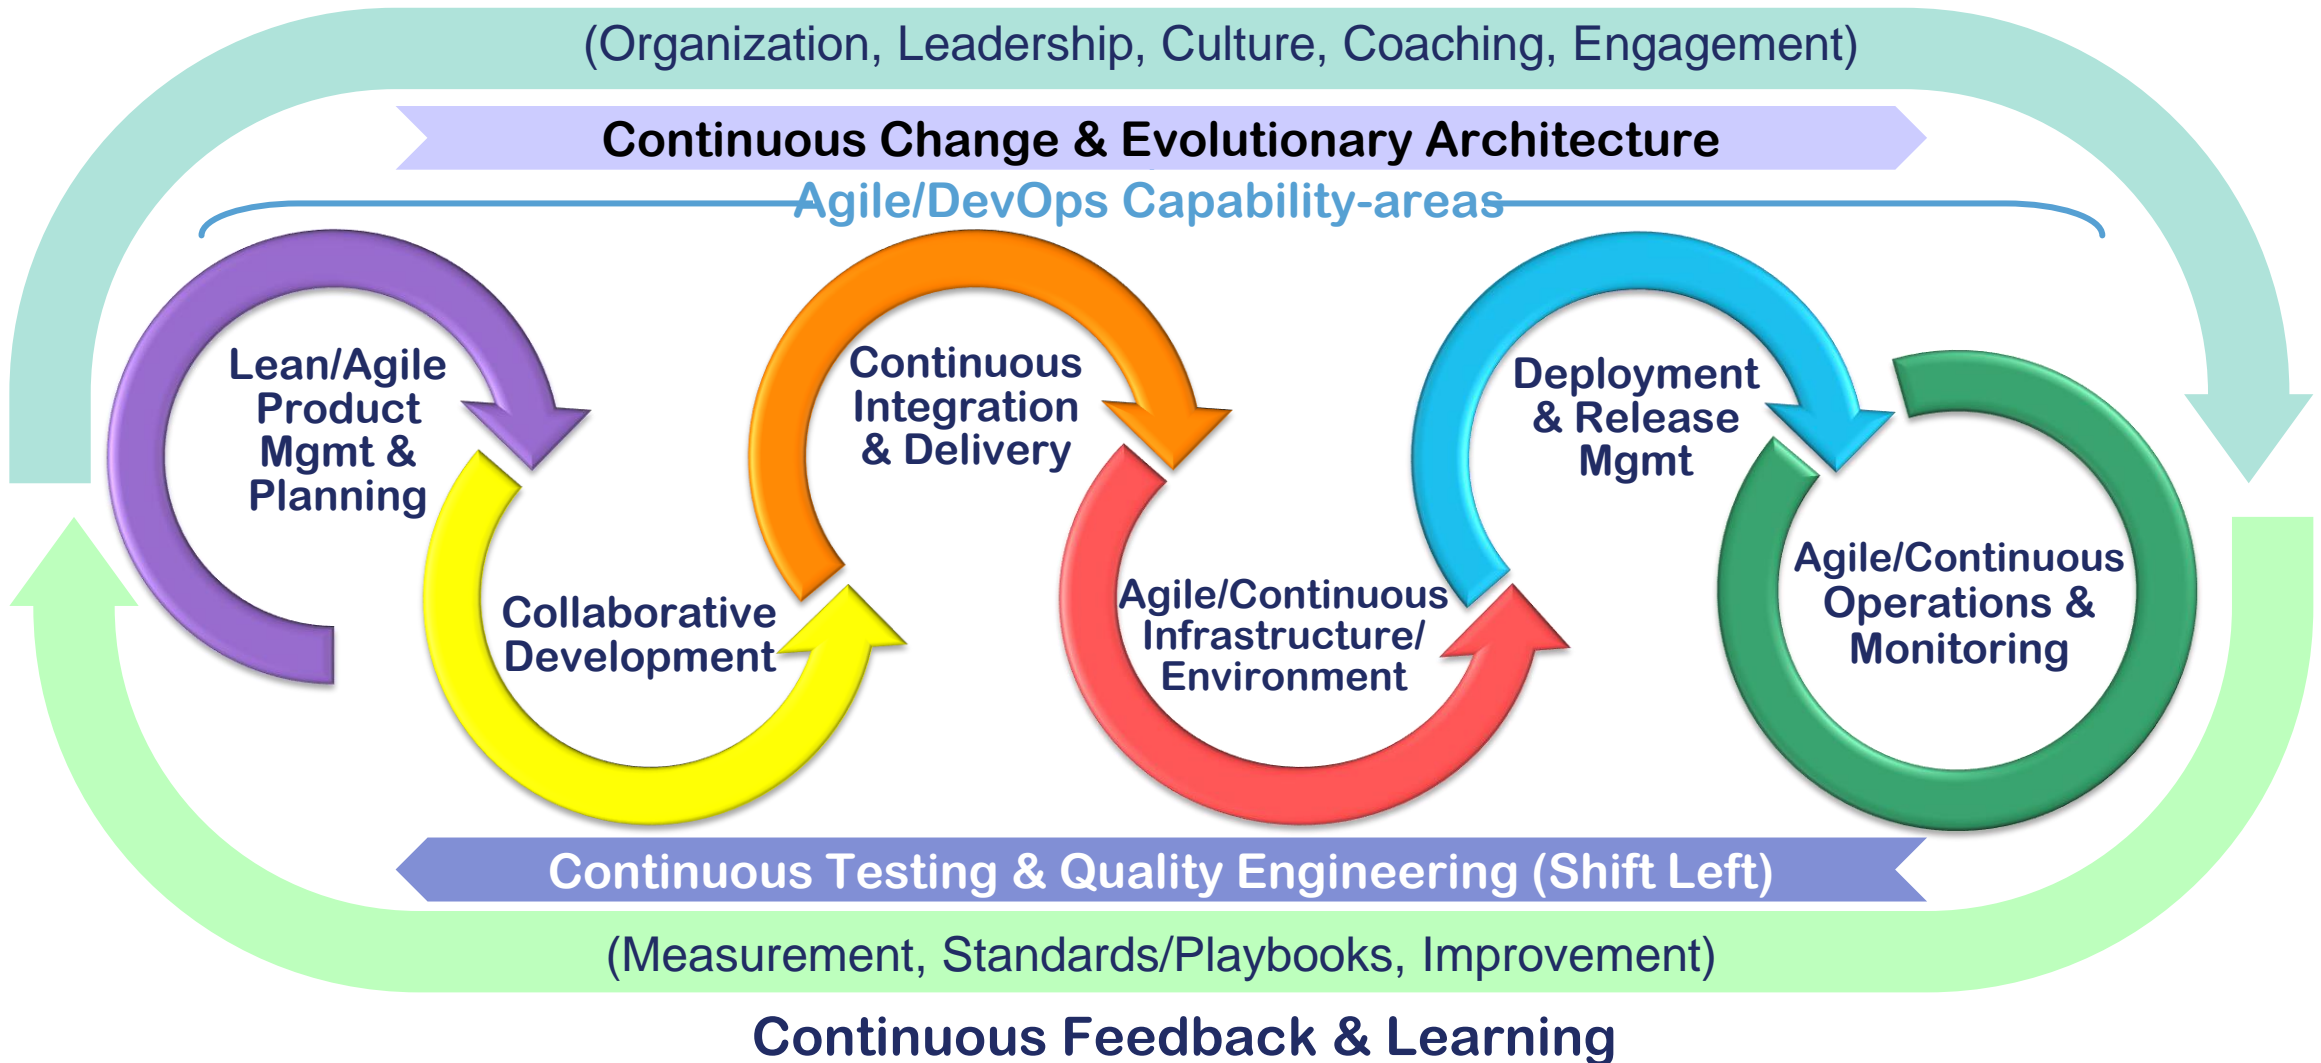 (Organization, Leadership, Culture, Coaching, Engagement)
Continuous Change & Evolutionary Architecture
Agile/DevOps Capability-areas
Lean/Agile
Product
Mgmt &
Planning
Collaborative
Development
Continuous
Integration
& Delivery
Agile/Continuous
Infrastructure/
Environment
Deployment
& Release
Mgmt
Agile/Continuous
Operations &
Monitoring
Continuous Testing & Quality Engineering (Shift Left)
(Measurement, Standards/Playbooks, Improvement)
Continuous Feedback & Learning